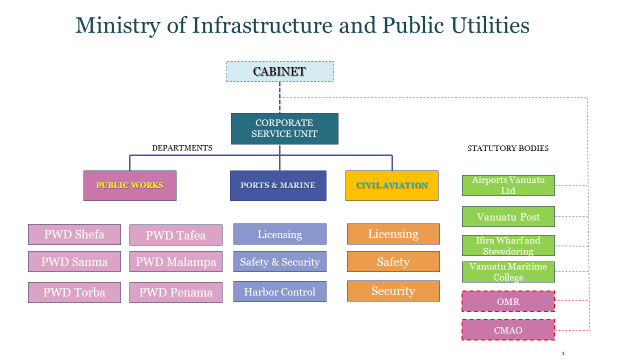 Ministry of Infrastructure and Public Utilities
CABINET
CORPORATE
SERVICE UNIT
DEPARTMENTS
STATUTORY BODIES
PUBLIC WORKS
PORTS & MARINE
CIVIL AVIATION
Airports Vanuatu
Ltd
Vanuatu Post
PWD Shefa
PWD Tafea
Licensing
Licensing
Ifira Wharf and
Stevedoring
PWD Sanma
PWD Malampa
Safety & Security
Safety
Vanuatu Maritime
College
PWD Torba
PWD Penama
Harbor Control
Security
OMR
CMAO
1